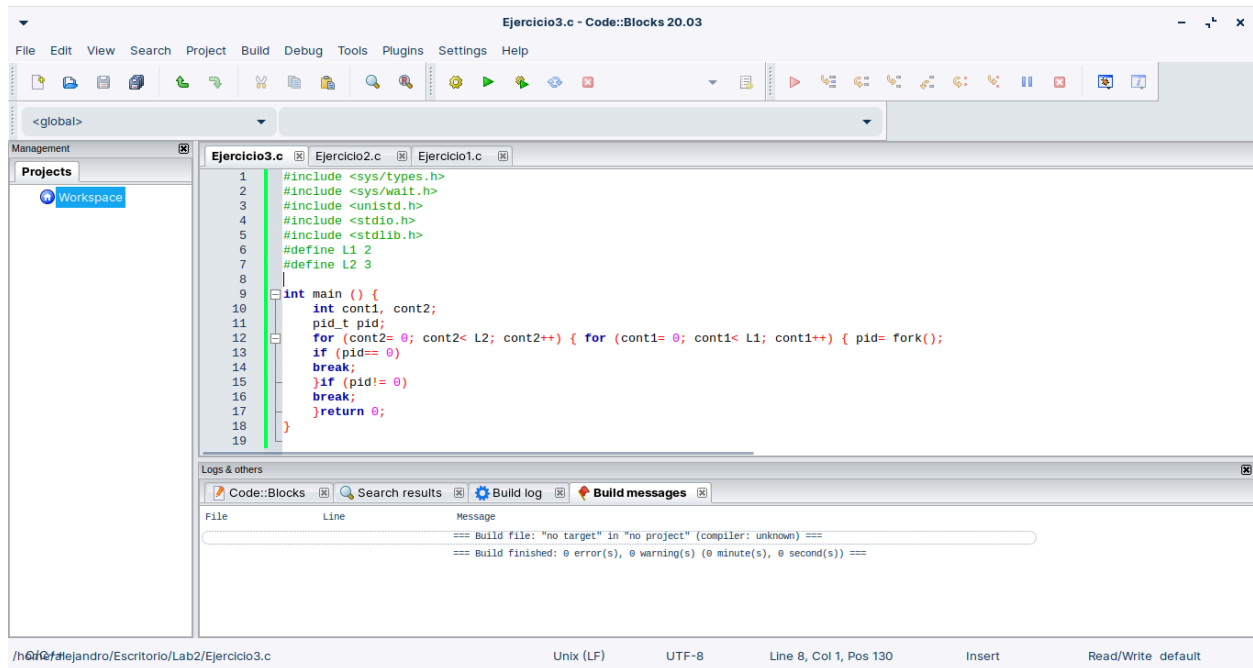 Ejercicio3.c - Code::Blocks 20.03
File Edit View Search Project Build Debug Tools Plugins Settings Help
<global>
Management
Projects
Workspace
Ejercicio3.c Ejercicio2.c Ejercicio1.c
1 #include <sys/types.h>
2 #include <sys/wait.h>
3 #include <unistd.h>
4 #include <stdio.h>
5 #include <stdlib.h>
6 #define L1 2
7 #define L2 3
8
9 int main () {
10 int cont1, cont2;
11 pid_t pid;
12 for (cont2= 0; cont2< L2; cont2++) { for (cont1= 0; cont1< L1; cont1++) { pid= fork();
13 if (pid== 0)
14 break;
15 }if (pid!= 0)
16 break;
17 }return 0;
18 }
19
Logs & others
Code::Blocks Search results Build log Build messages
File Line Message
=== Build file: "no target" in "no project" (compiler: unknown) ===
=== Build finished: 0 error(s), 0 warning(s) (0 minute(s), 0 second(s)) ===
/home/alejandro/Escritorio/Lab2/Ejercicio3.c C/C++ Unix (LF) UTF-8 Line 8, Col 1, Pos 130 Insert Read/Write default